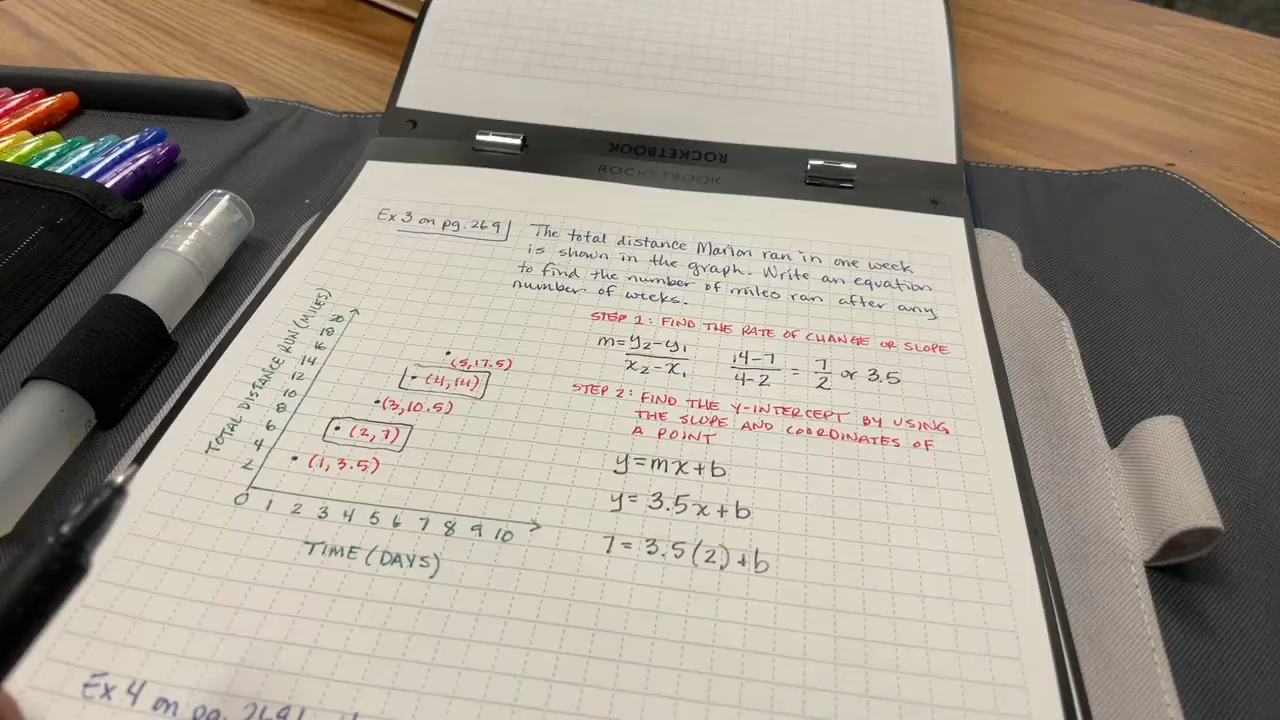 ROCKETBOOK
ROCKETBOOK
Ex 3 on pg. 269
The total distance Marlon ran in one week
is shown in the graph. Write an equation
to find the number of miles ran after any
number of weeks.
STEP 1: FIND THE RATE OF CHANGE OR SLOPE
m = y₂-y₁ / x₂-x₁
14-7 / 4-2 = 7/2 or 3.5
STEP 2: FIND THE Y-INTERCEPT BY USING
THE SLOPE AND COORDINATES OF
A POINT
y=mx+b
y= 3.5x+b
7= 3.5(2)+b
TOTAL DISTANCE RUN (MILES)
14
12
10
8
6
4
2
0
(5,17.5)
(4,14)
(3,10.5)
(2,7)
(1,3.5)
1 2 3 4 5 6 7 8 9 10
TIME (DAYS)
Ex 4 on pg. 269